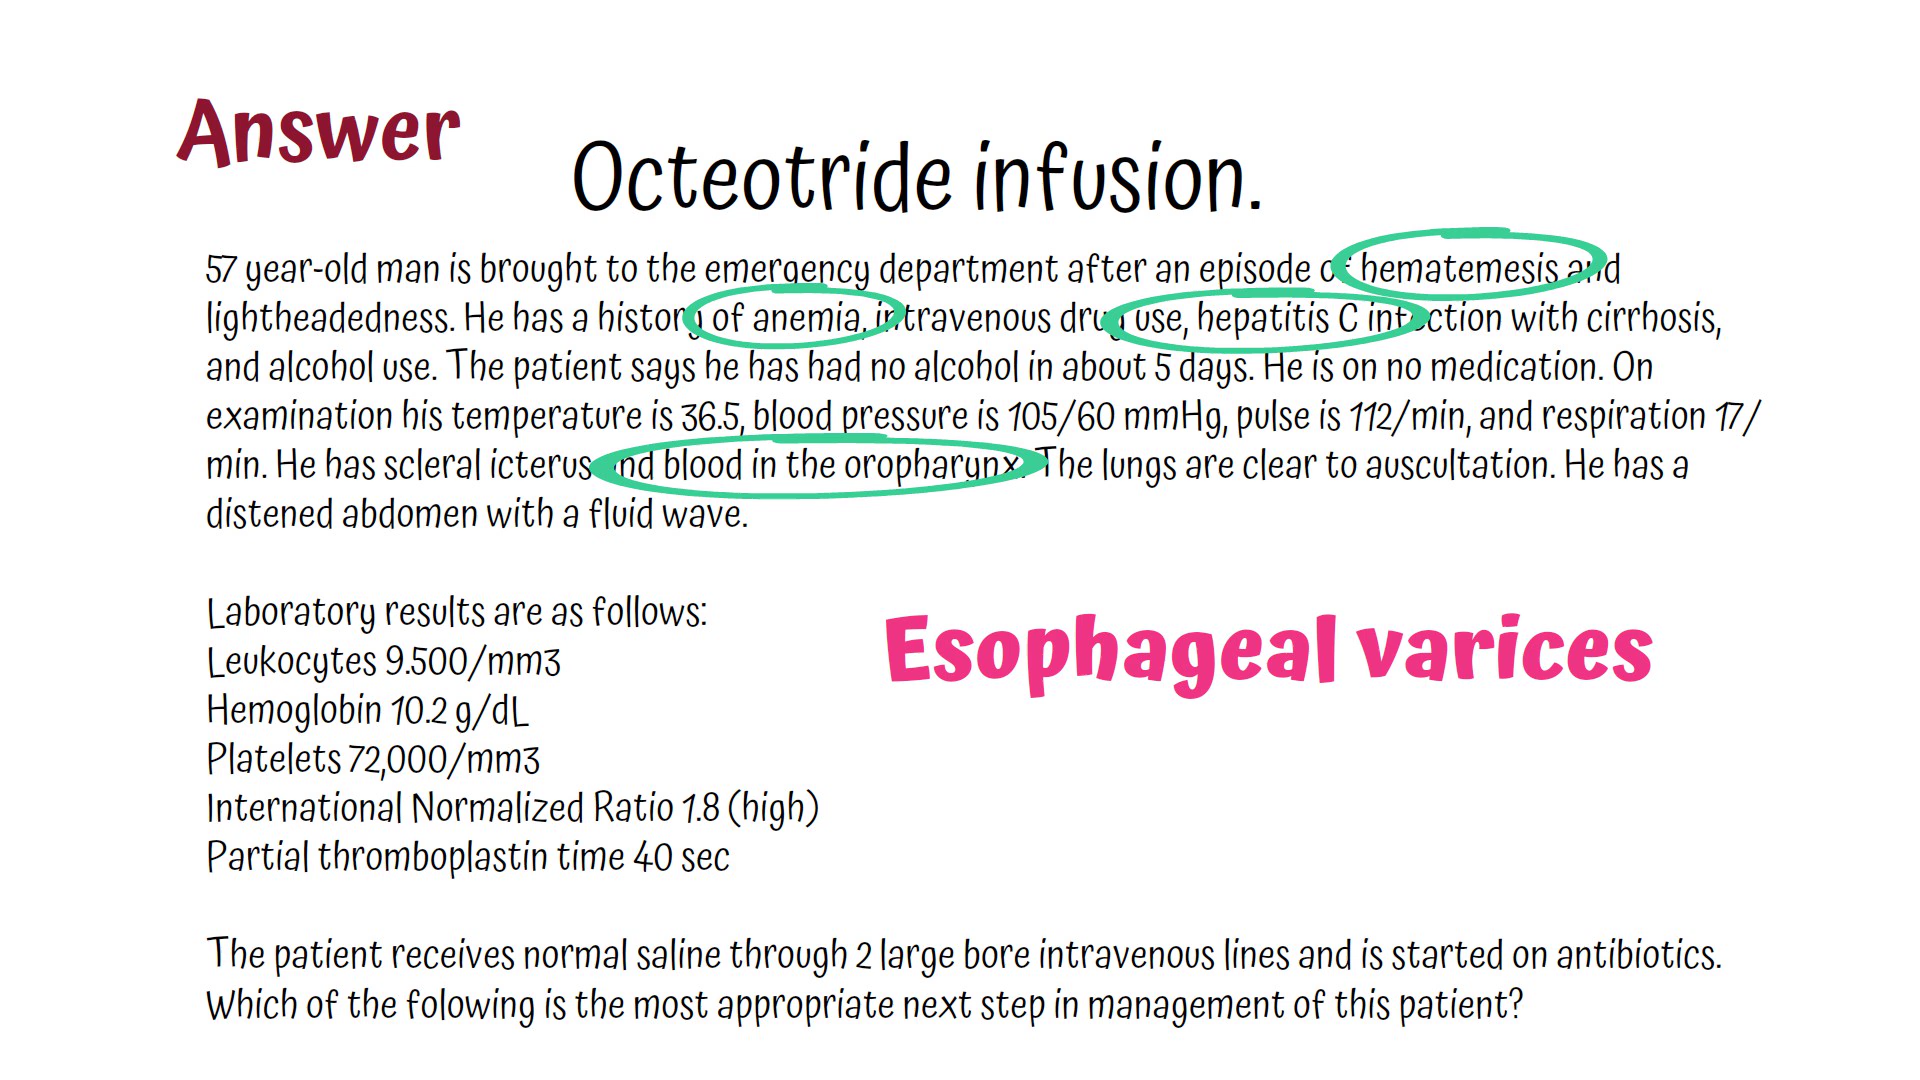 Answer
Octeotride infusion.
57 year-old man is brought to the emergency department after an episode of hematemesis and
lightheadedness. He has a history of anemia, intravenous drug use, hepatitis C infection with cirrhosis,
and alcohol use. The patient says he has had no alcohol in about 5 days. He is on no medication. On
examination his temperature is 36.5, blood pressure is 105/60 mmHg, pulse is 112/min, and respiration 17/
min. He has scleral icterus and blood in the oropharynx. The lungs are clear to auscultation. He has a
distened abdomen with a fluid wave.
Laboratory results are as follows:
Leukocytes 9.500/mm3
Hemoglobin 10.2 g/dL
Platelets 72,000/mm3
International Normalized Ratio 1.8 (high)
Partial thromboplastin time 40 sec
Esophageal varices
The patient receives normal saline through 2 large bore intravenous lines and is started on antibiotics.
Which of the folowing is the most appropriate next step in management of this patient?